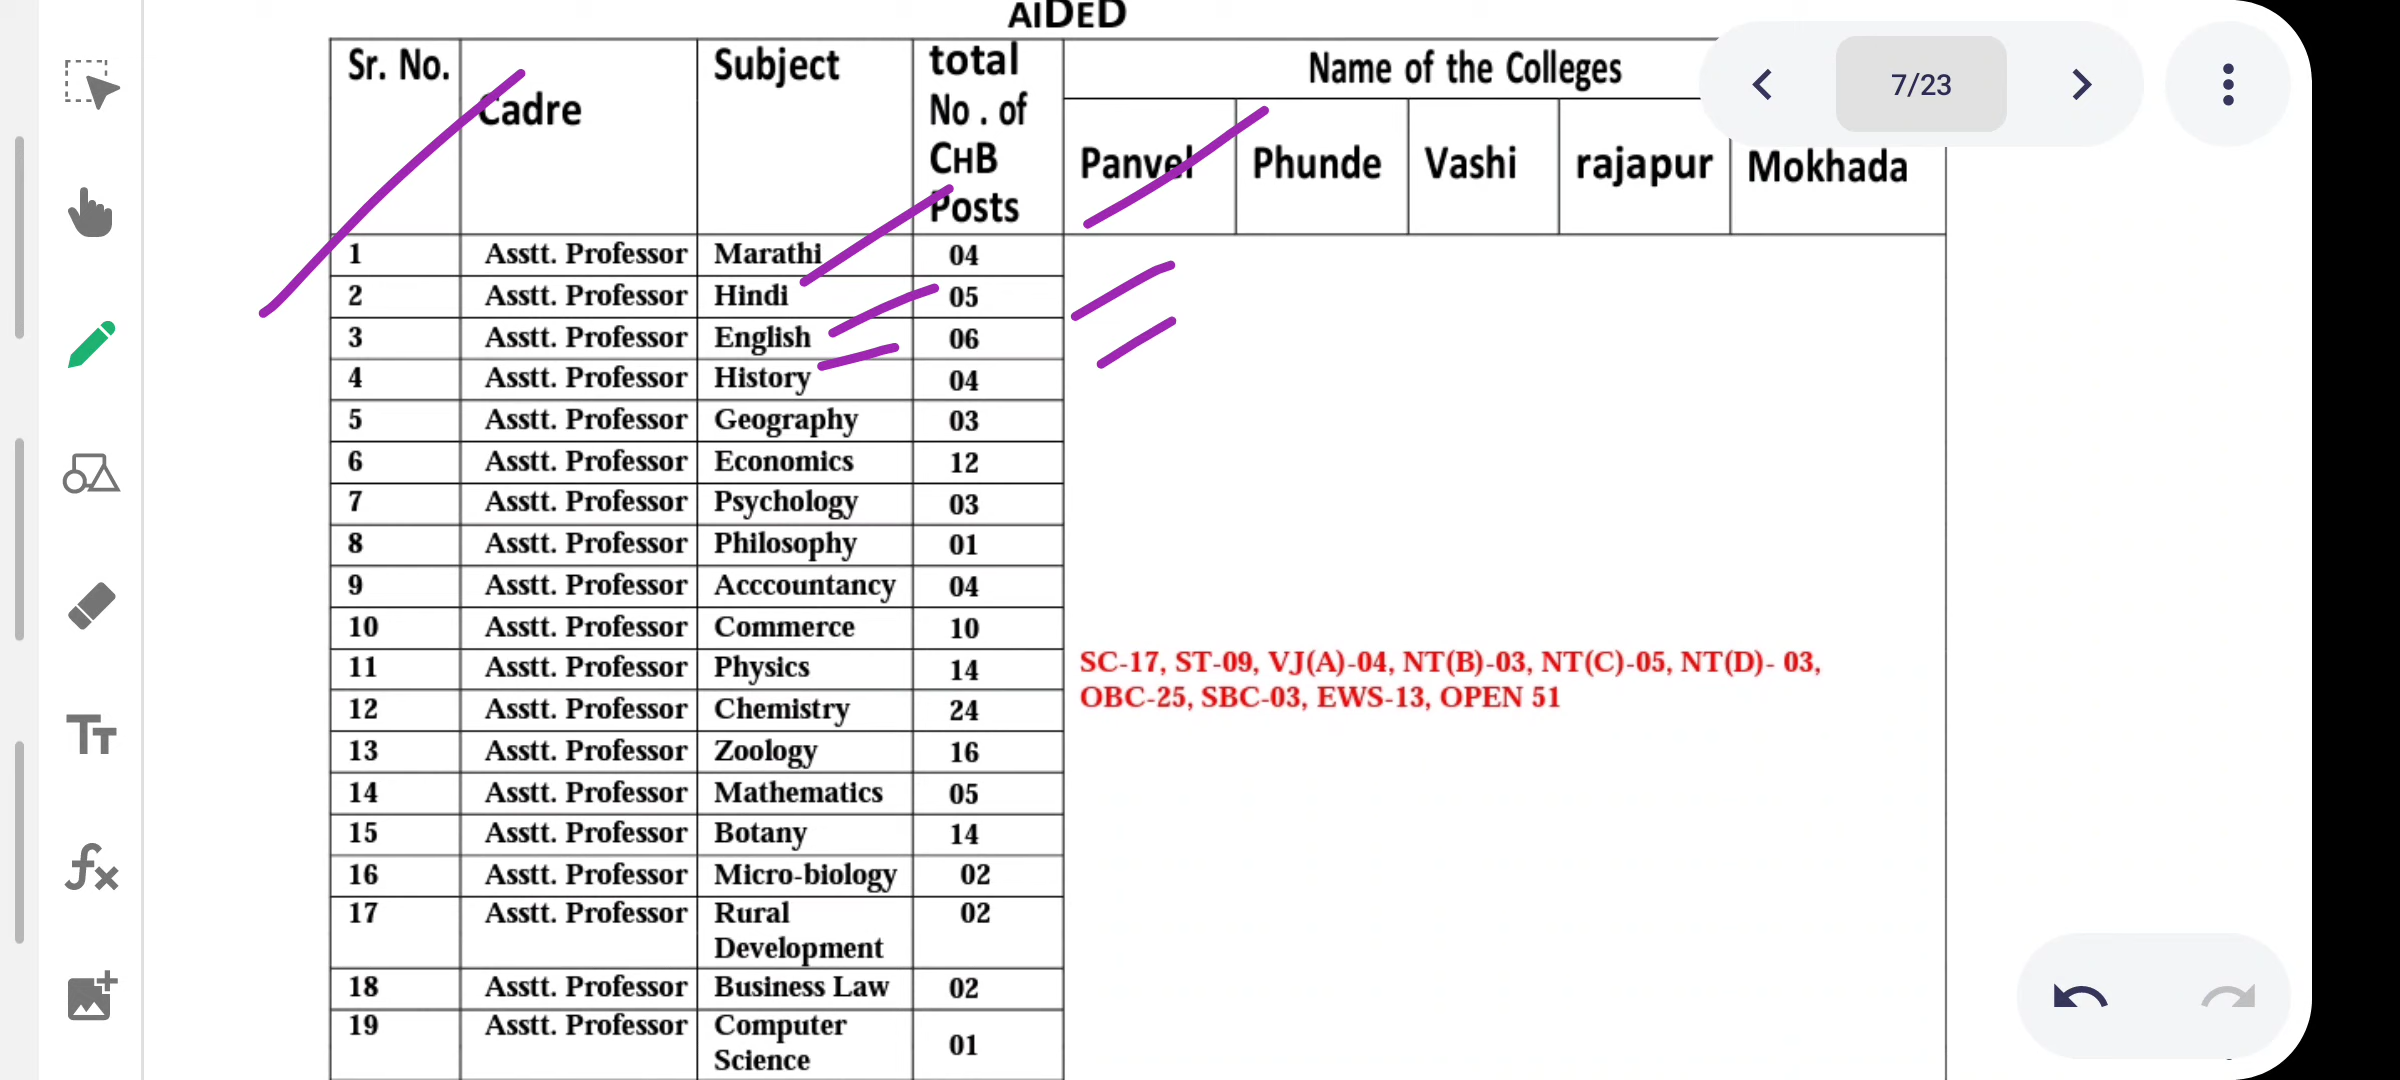 AIDED
Sr. No. Cadre Subject total No . of CHB Posts Name of the Colleges
Panvel Phunde Vashi rajapur Mokhada
7/23
1 Asstt. Professor Marathi 04
2 Asstt. Professor Hindi 05
3 Asstt. Professor English 06
4 Asstt. Professor History 04
5 Asstt. Professor Geography 03
6 Asstt. Professor Economics 12
7 Asstt. Professor Psychology 03
8 Asstt. Professor Philosophy 01
9 Asstt. Professor Acccountancy 04
10 Asstt. Professor Commerce 10
11 Asstt. Professor Physics 14
12 Asstt. Professor Chemistry 24
13 Asstt. Professor Zoology 16
14 Asstt. Professor Mathematics 05
15 Asstt. Professor Botany 14
16 Asstt. Professor Micro-biology 02
17 Asstt. Professor Rural Development 02
18 Asstt. Professor Business Law 02
19 Asstt. Professor Computer Science 01
SC-17, ST-09, VJ(A)-04, NT(B)-03, NT(C)-05, NT(D)- 03,
OBC-25, SBC-03, EWS-13, OPEN 51
Tт
fx